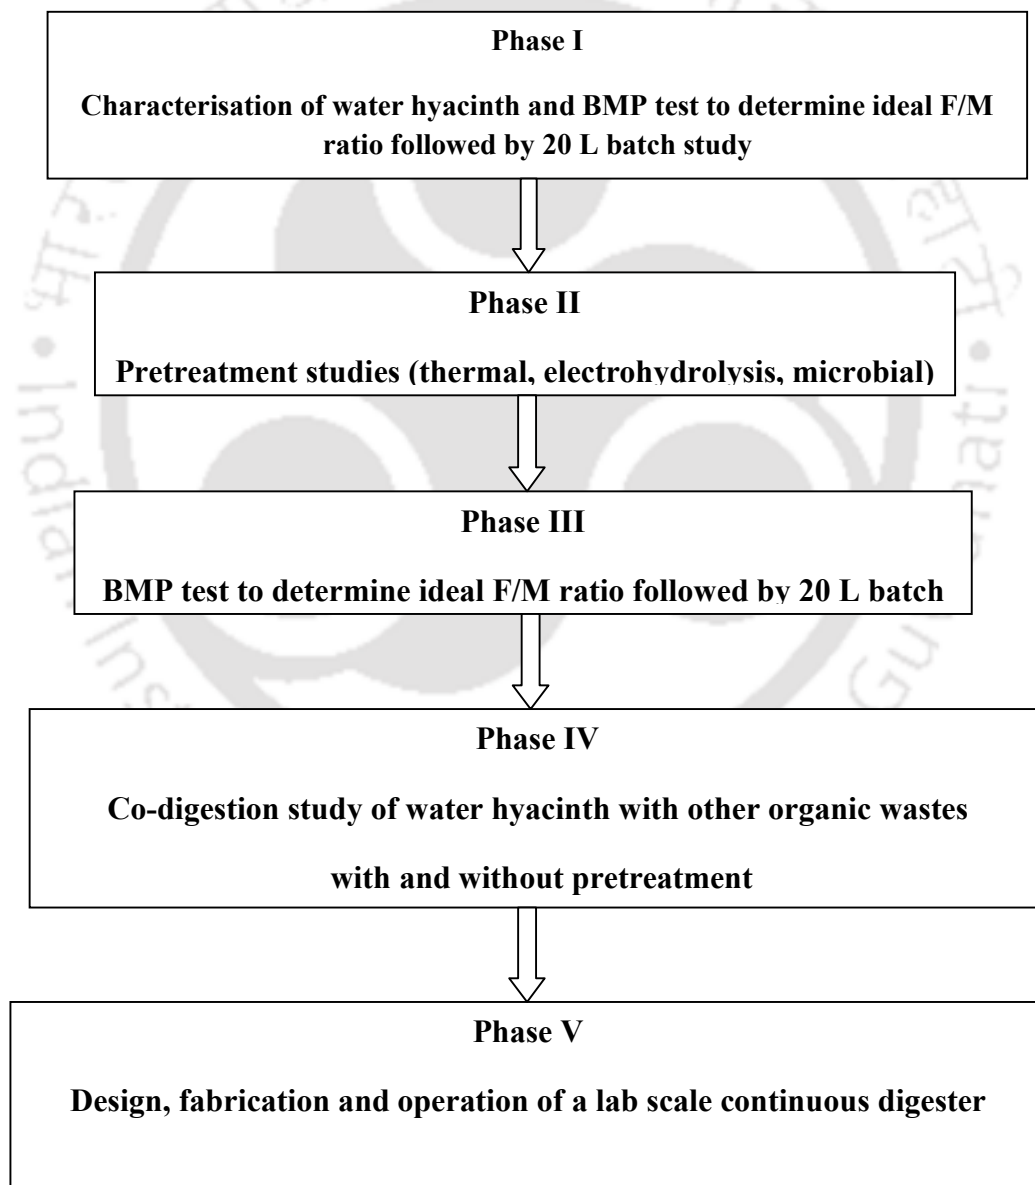 Phase I
Characterisation of water hyacinth and BMP test to determine ideal F/M
ratio followed by 20 L batch study
Phase II
Pretreatment studies (thermal, electrohydrolysis, microbial)
Phase III
BMP test to determine ideal F/M ratio followed by 20 L batch
Phase IV
Co-digestion study of water hyacinth with other organic wastes
with and without pretreatment
Phase V
Design, fabrication and operation of a lab scale continuous digester